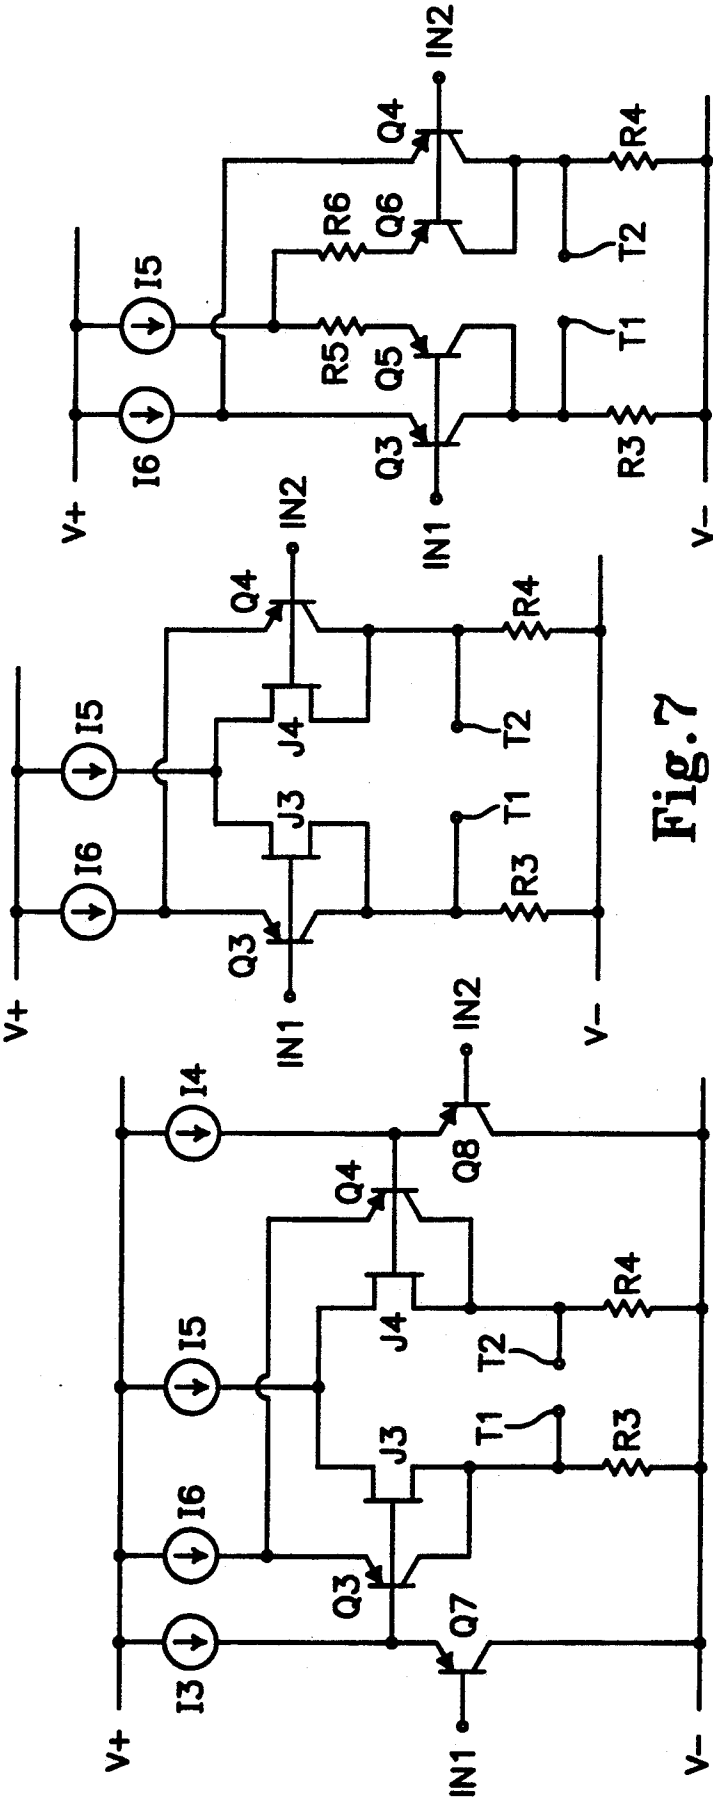 V+
I3
I6
I5
I4
Q3
J3
J4
Q4
Q7
Q8
IN1
IN2
T1
T2
R3
R4
V-
V+
I6
I5
Q3
J3
J4
Q4
IN1
IN2
T1
T2
R3
R4
V-
V+
I6
I5
R5
R6
Q3
Q5
Q6
Q4
IN1
IN2
T1
T2
R3
R4
V-
Fig.7